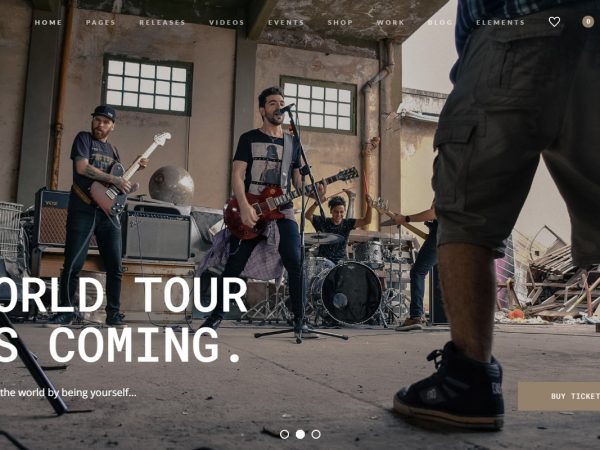 HOME PAGES RELEASES VIDEOS EVENTS SHOP WORK BLOG ELEMENTS 0
VOX
ORLD TOUR
S COMING.
the world by being yourself...
BUY TICKET